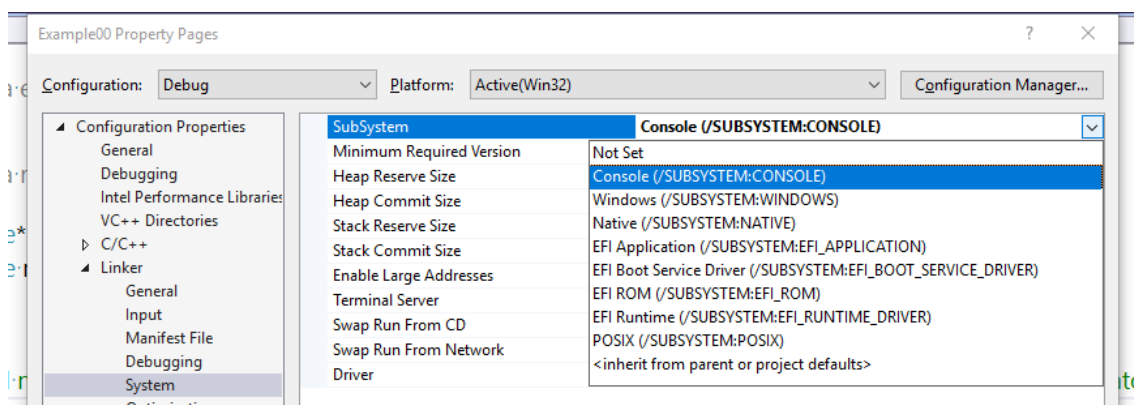 Example00 Property Pages
?
Configuration: Debug Platform: Active(Win32) Configuration Manager...
Configuration Properties
General
Debugging
Intel Performance Libraries
VC++ Directories
C/C++
Linker
General
Input
Manifest File
Debugging
System
SubSystem Console (/SUBSYSTEM:CONSOLE)
Minimum Required Version
Heap Reserve Size
Heap Commit Size
Stack Reserve Size
Stack Commit Size
Enable Large Addresses
Terminal Server
Swap Run From CD
Swap Run From Network
Driver
Not Set
Console (/SUBSYSTEM:CONSOLE)
Windows (/SUBSYSTEM:WINDOWS)
Native (/SUBSYSTEM:NATIVE)
EFI Application (/SUBSYSTEM:EFI_APPLICATION)
EFI Boot Service Driver (/SUBSYSTEM:EFI_BOOT_SERVICE_DRIVER)
EFI ROM (/SUBSYSTEM:EFI_ROM)
EFI Runtime (/SUBSYSTEM:EFI_RUNTIME_DRIVER)
POSIX (/SUBSYSTEM:POSIX)
<inherit from parent or project defaults>